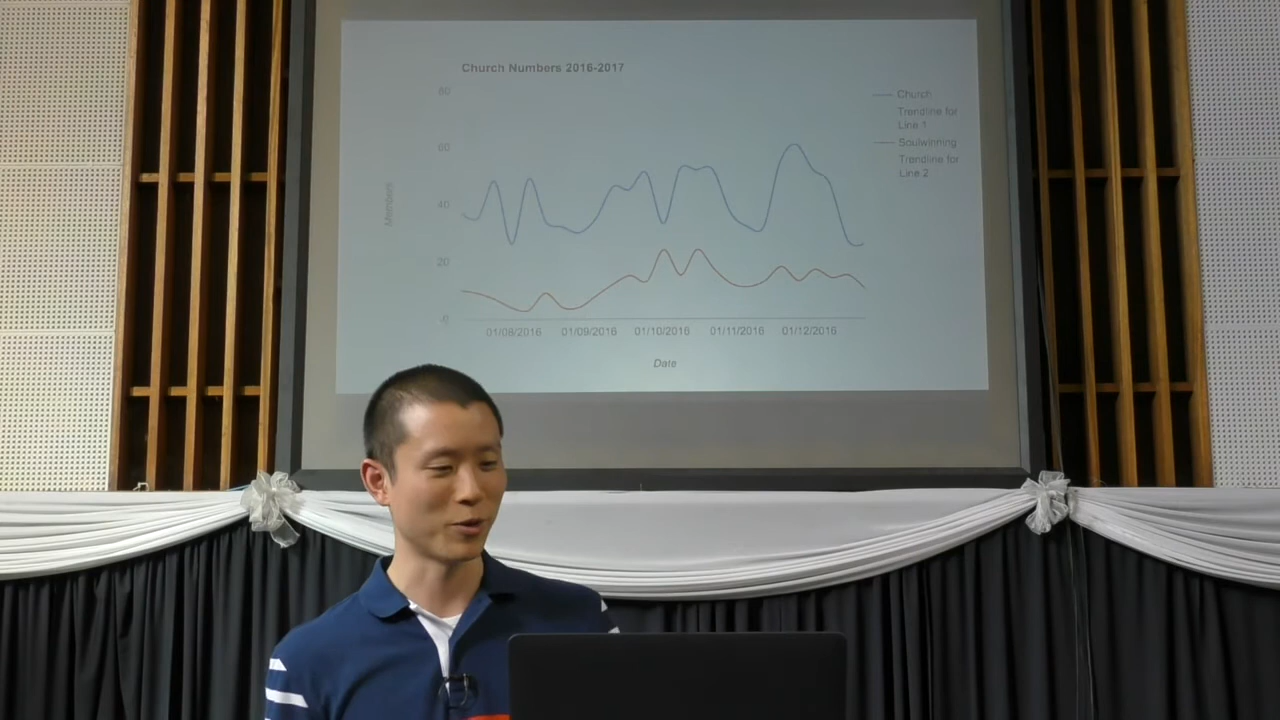 Church Numbers 2016-2017
80
60
40
20
0
Members
01/08/2016 01/09/2016 01/10/2016 01/11/2016 01/12/2016
Date
Church
Trendline for
Line 1
Soulwinning
Trendline for
Line 2